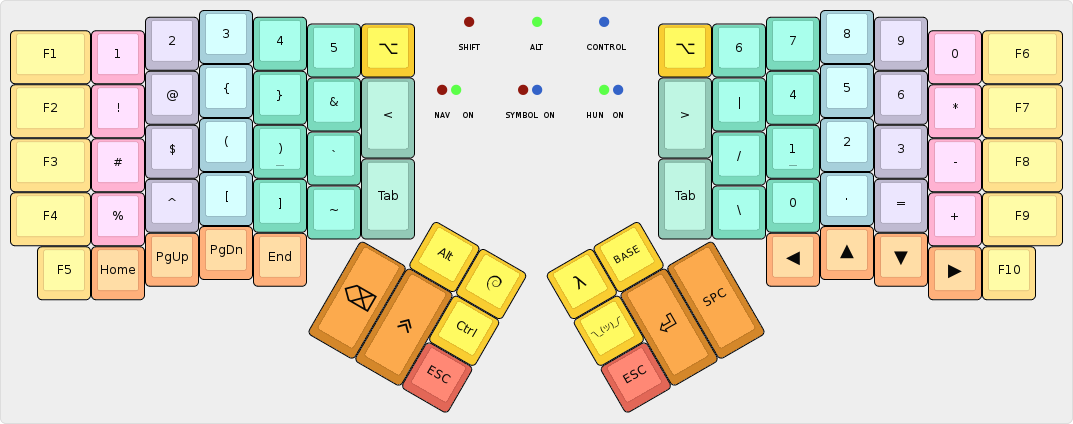 F1 1 2 3 4 5 ⌥
SHIFT ALT CONTROL
⌥ 6 7 8 9 0 F6
F2 ! @ { } & <
NAV ON SYMBOL ON HUN ON
> | 4 5 6 * F7
F3 # $ ( ) _ `
/ 1 _ 2 3 - F8
F4 % ^ [ ] ~ Tab
Tab \ 0 . = + F9
F5 Home PgUp PgDn End
◀ ▲ ▼ ▶ F10
Alt
Ctrl
ESC
λ BASE
¯\_(ツ)_/¯ ⏎ SPC
ESC